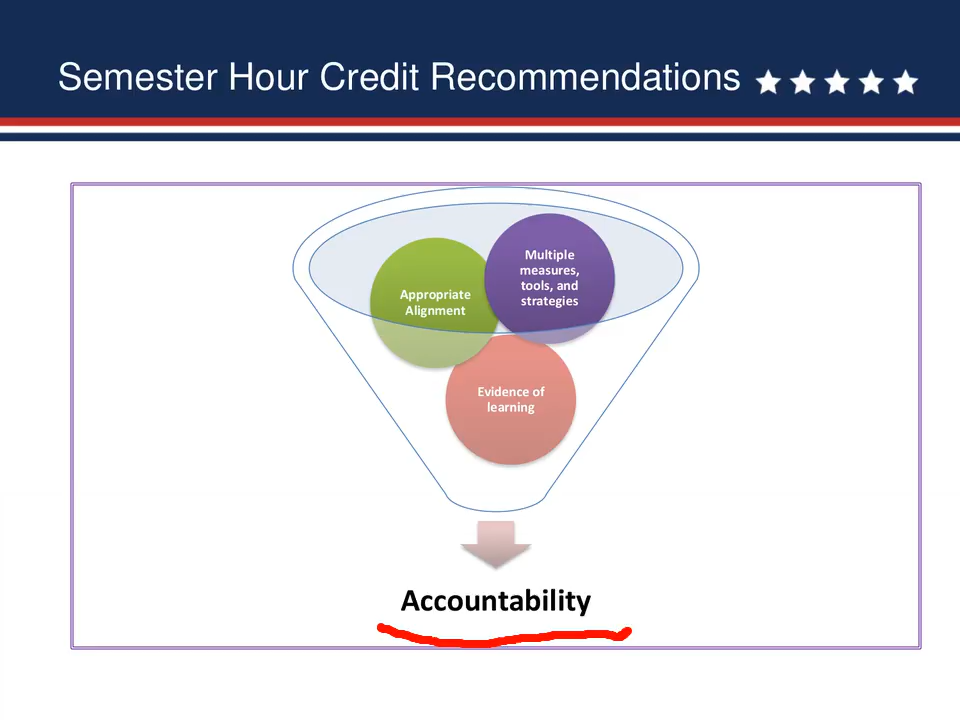 Semester Hour Credit Recommendations
Multiple
measures,
tools, and
strategies
Appropriate
Alignment
Evidence of
learning
Accountability